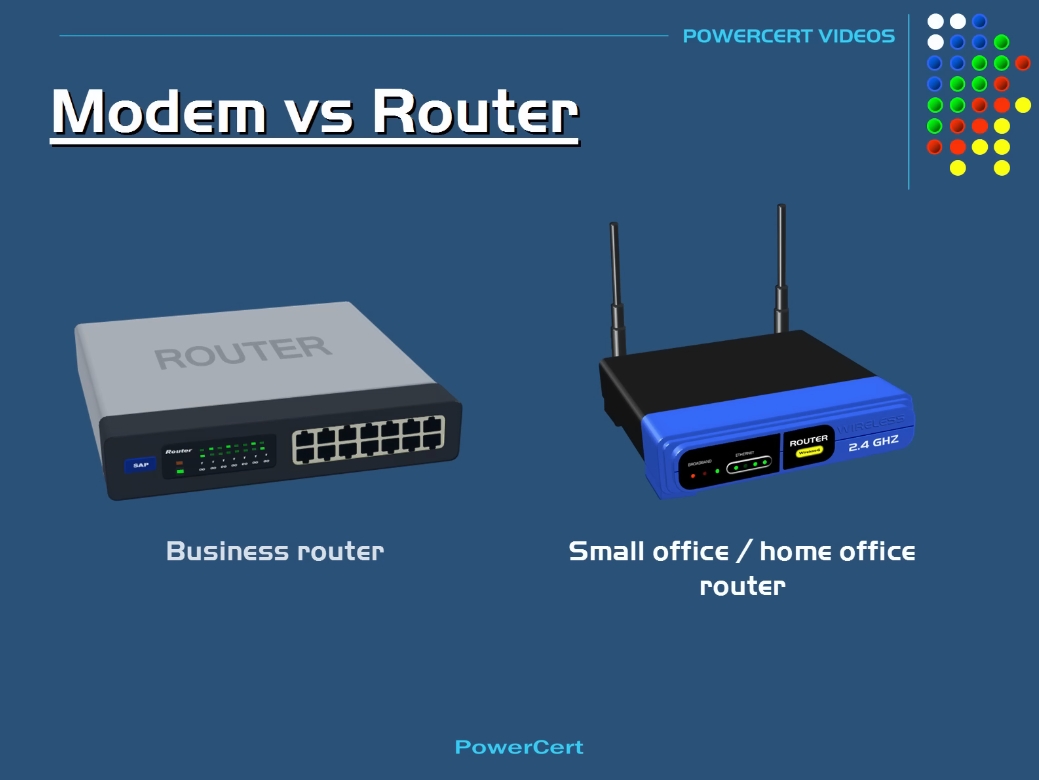 POWERCERT VIDEOS
Modem vs Router
ROUTER
SAP
Router
WIRELESS
ROUTER
2.4 GHZ
Wireless-G
BROADBAND
ETHERNET
Business router
Small office / home office
router
PowerCert